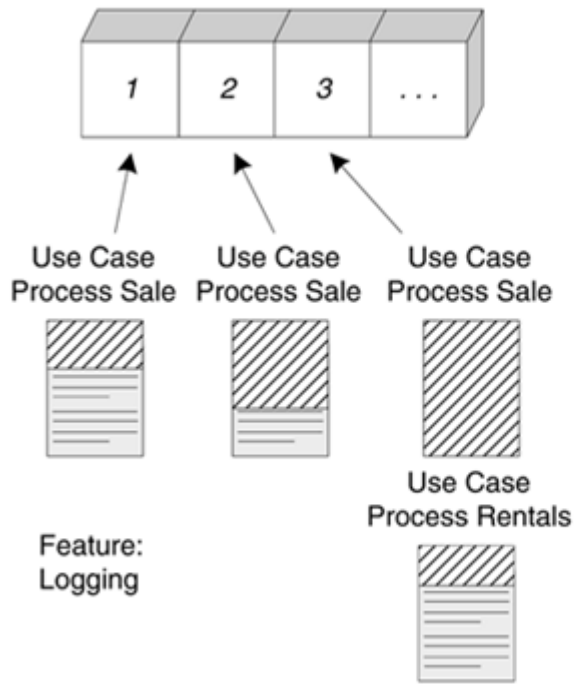 1
2
3
...
Use Case
Process Sale
Use Case
Process Sale
Use Case
Process Sale
Use Case
Process Rentals
Feature:
Logging